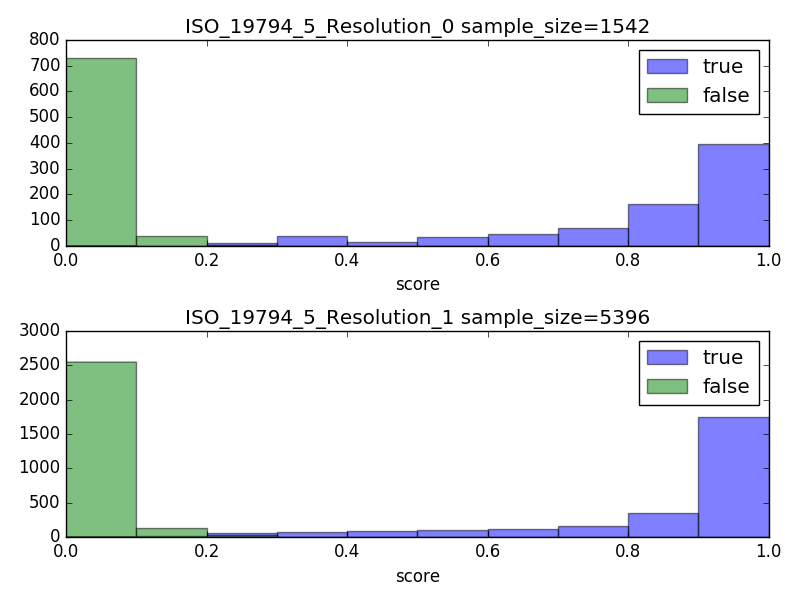 ISO_19794_5_Resolution_0 sample_size=1542
800
700
600
500
400
300
200
100
0
true
false
0.0 0.2 0.4 0.6 0.8 1.0
score
ISO_19794_5_Resolution_1 sample_size=5396
3000
2500
2000
1500
1000
500
0
true
false
0.0 0.2 0.4 0.6 0.8 1.0
score